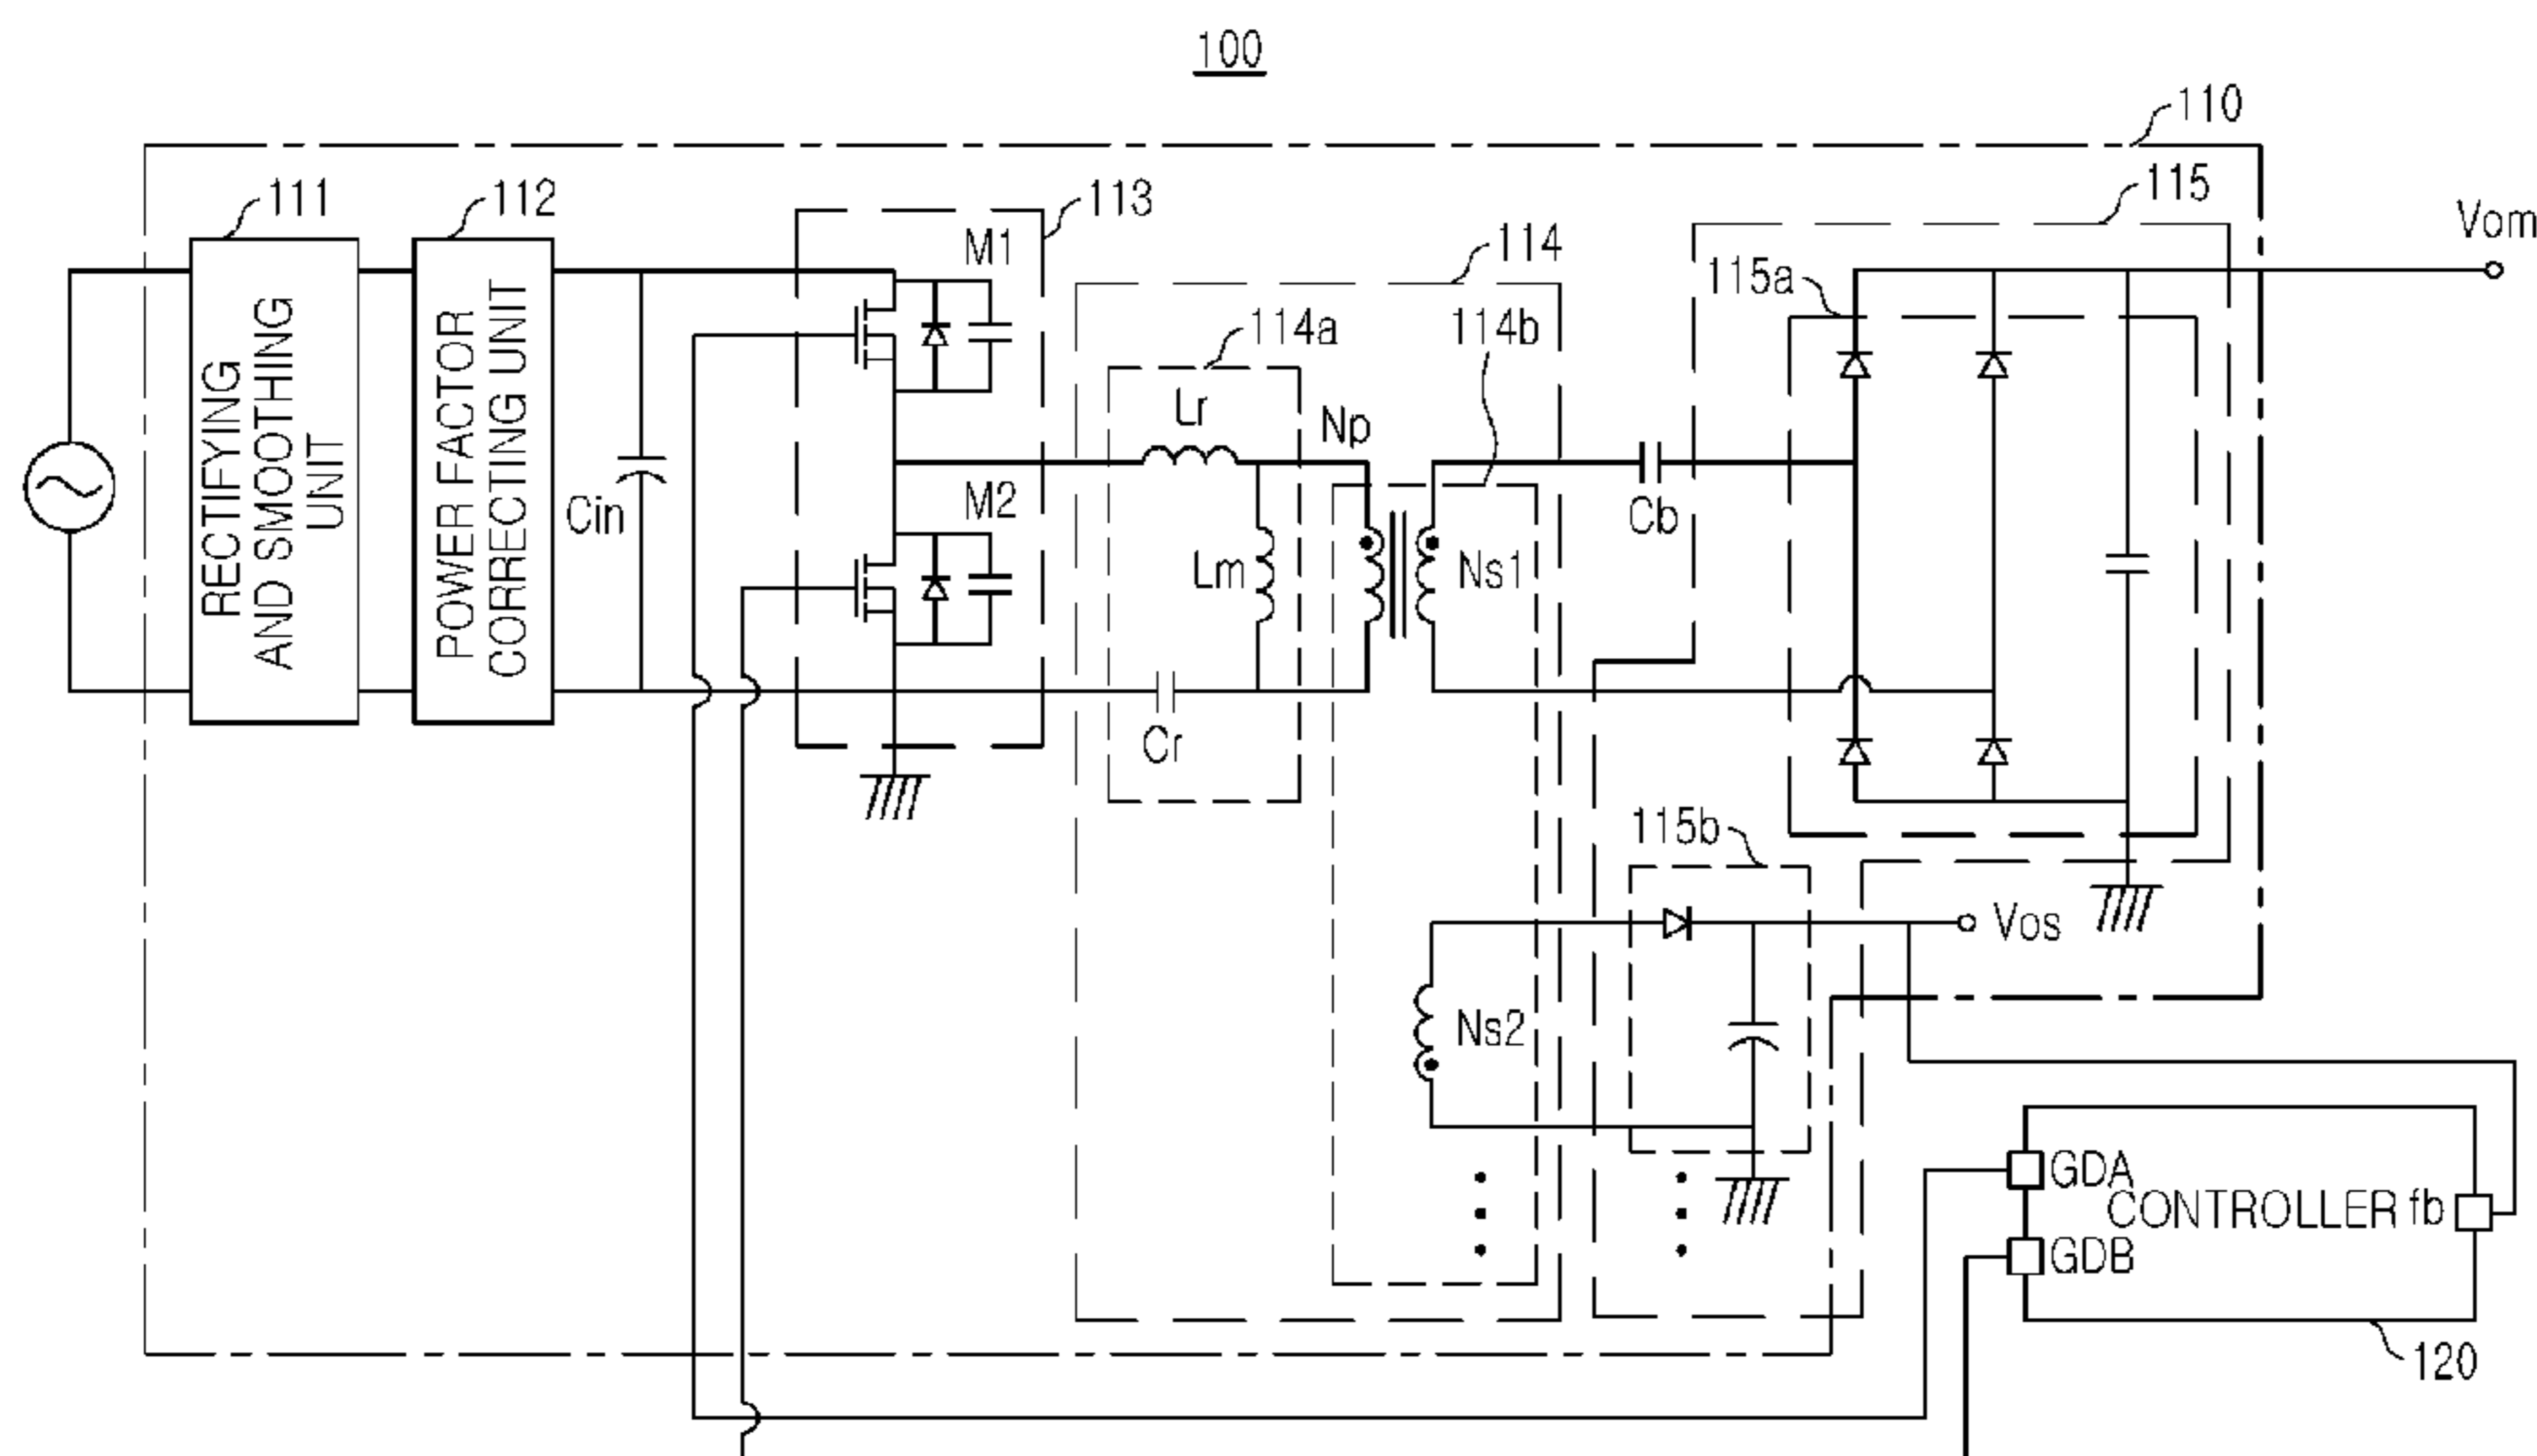 100
110
111
112
113
115
Vom
M1
114
115a
RECTIFYING
AND SMOOTHING
UNIT
POWER FACTOR
CORRECTING UNIT
114a
114b
Lr
Np
Cin
M2
Cb
Lm
Ns1
Cr
115b
Vos
Ns2
GDA
CONTROLLER fb
GDB
120